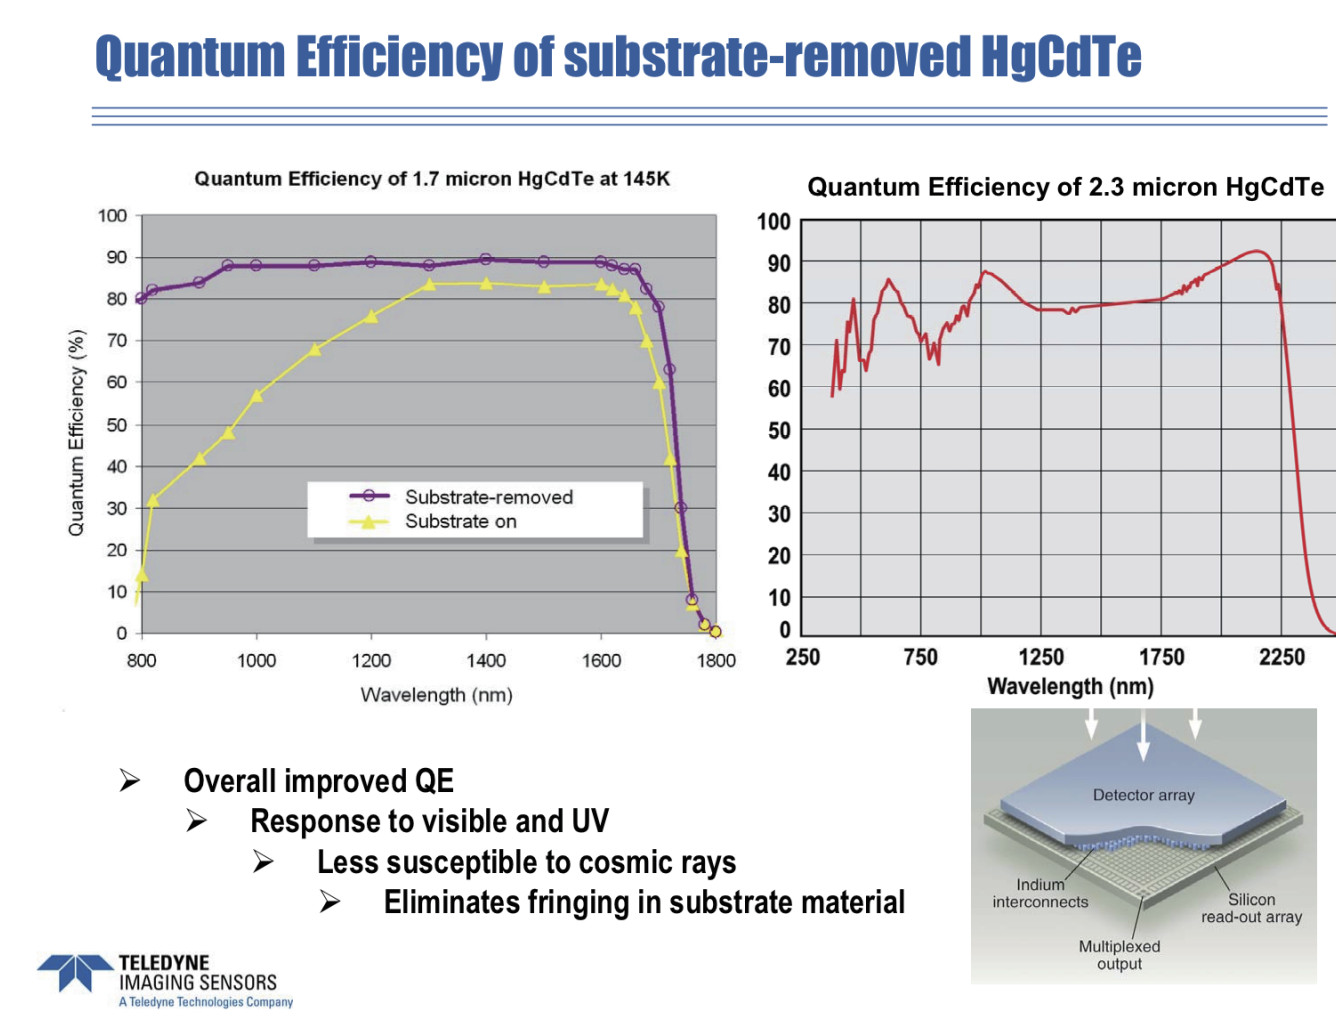 Quantum Efficiency of substrate-removed HgCdTe
Quantum Efficiency of 1.7 micron HgCdTe at 145K
100
90
80
70
60
50
40
30
20
10
0
Quantum Efficiency (%)
Substrate-removed
Substrate on
800 1000 1200 1400 1600 1800
Wavelength (nm)
Quantum Efficiency of 2.3 micron HgCdTe
100
90
80
70
60
50
40
30
20
10
0
250 750 1250 1750 2250
Wavelength (nm)
Overall improved QE
Response to visible and UV
Less susceptible to cosmic rays
Eliminates fringing in substrate material
Detector array
Indium
interconnects
Silicon
read-out array
Multiplexed
output
TELEDYNE
IMAGING SENSORS
A Teledyne Technologies Company